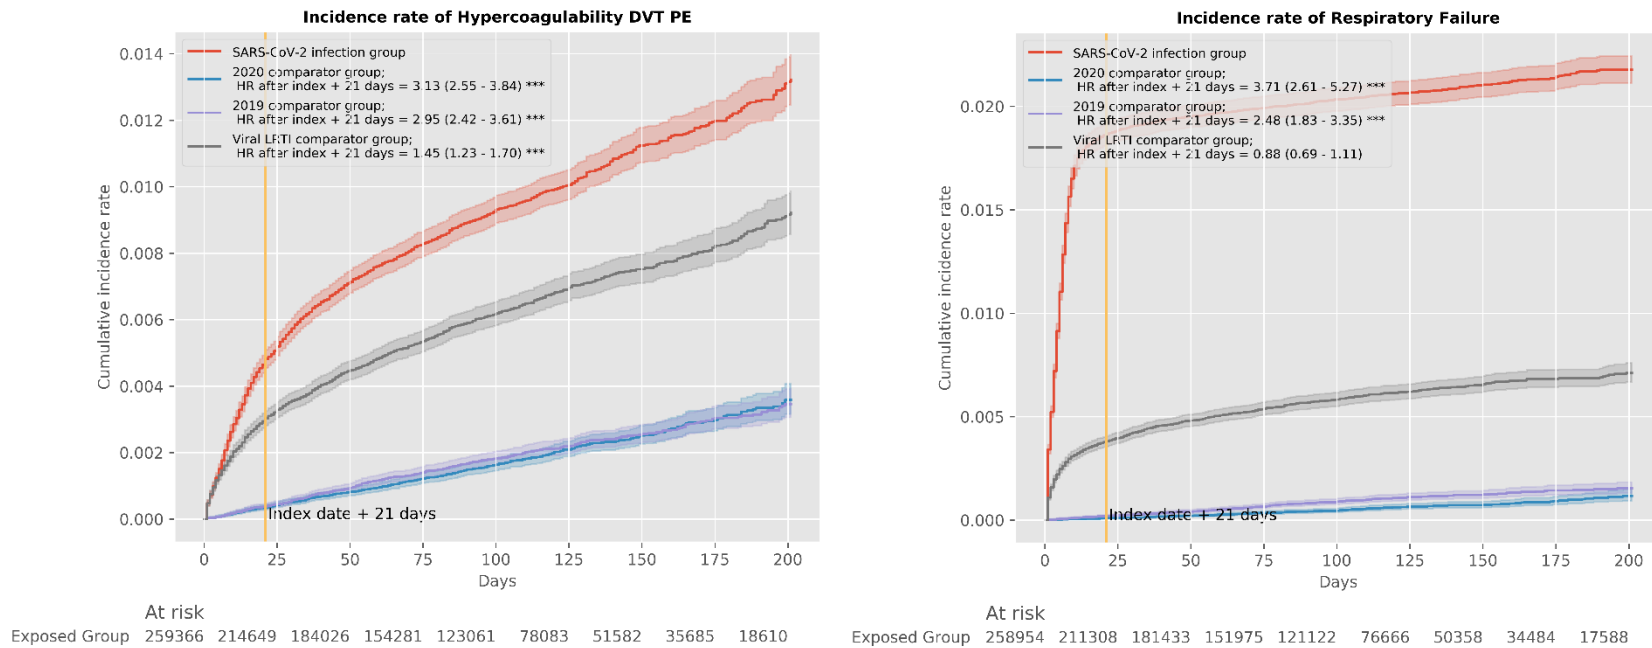 Incidence rate of Hypercoagulability DVT PE
SARS-CoV-2 infection group
2020 comparator group;
HR after index + 21 days = 3.13 (2.55 - 3.84) ***
2019 comparator group;
HR after index + 21 days = 2.95 (2.42 - 3.61) ***
Viral LRTI comparator group;
HR after index + 21 days = 1.45 (1.23 - 1.70) ***
Cumulative incidence rate
0.014
0.012
0.010
0.008
0.006
0.004
0.002
0.000
Index date + 21 days
0 25 50 75 100 125 150 175 200
Days
At risk
Exposed Group 259366 214649 184026 154281 123061 78083 51582 35685 18610
Incidence rate of Respiratory Failure
SARS-CoV-2 infection group
2020 comparator group;
HR after index + 21 days = 3.71 (2.61 - 5.27) ***
2019 comparator group;
HR after index + 21 days = 2.48 (1.83 - 3.35) ***
Viral LRTI comparator group;
HR after index + 21 days = 0.88 (0.69 - 1.11)
Cumulative incidence rate
0.020
0.015
0.010
0.005
0.000
Index date + 21 days
0 25 50 75 100 125 150 175 200
Days
At risk
Exposed Group 258954 211308 181433 151975 121122 76666 50358 34484 17588